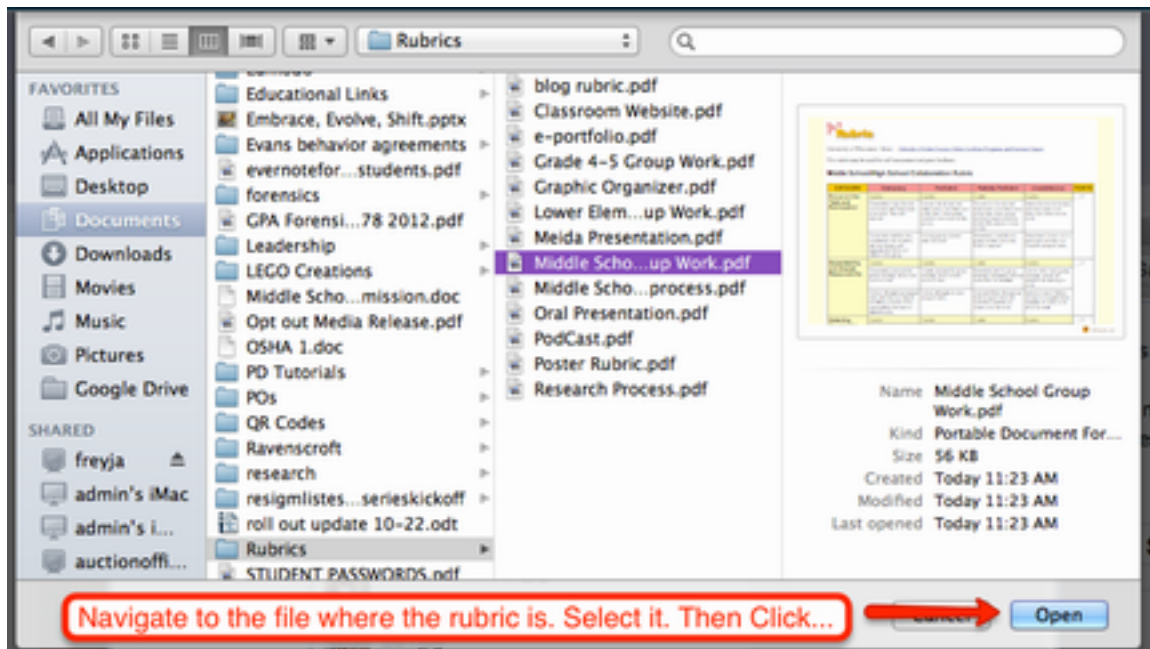 Rubrics
FAVORITES
All My Files
Applications
Desktop
Documents
Downloads
Movies
Music
Pictures
Google Drive
SHARED
freyja
admin's iMac
admin's i...
auctionoffi...
Educational Links
Embrace, Evolve, Shift.pptx
Evans behavior agreements
evernotefor...students.pdf
forensics
GPA Forensi...78 2012.pdf
Leadership
LEGO Creations
Middle Scho...mission.doc
Opt out Media Release.pdf
OSHA 1.doc
PD Tutorials
POs
QR Codes
Ravenscroft
research
resigmlistes...serieskickoff
roll out update 10-22.odt
Rubrics
STUDENT PASSWORDS.pdf
blog rubric.pdf
Classroom Website.pdf
e-portfolio.pdf
Grade 4-5 Group Work.pdf
Graphic Organizer.pdf
Lower Elem...up Work.pdf
Meida Presentation.pdf
Middle Scho...up Work.pdf
Middle Scho...process.pdf
Oral Presentation.pdf
PodCast.pdf
Poster Rubric.pdf
Research Process.pdf
Rubric
Middle School/High School Collaboration Rubric
Name Middle School Group
Work.pdf
Kind Portable Document For...
Size 56 KB
Created Today 11:23 AM
Modified Today 11:23 AM
Last opened Today 11:23 AM
Navigate to the file where the rubric is. Select it. Then Click...
Cancel
Open